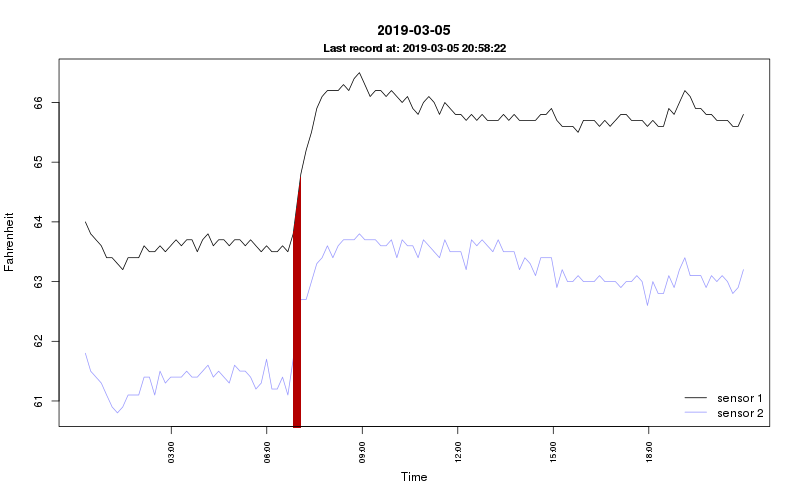 2019-03-05
Last record at: 2019-03-05 20:58:22
Fahrenheit
66
65
64
63
62
61
sensor 1
sensor 2
03:00
06:00
09:00
12:00
15:00
18:00
Time